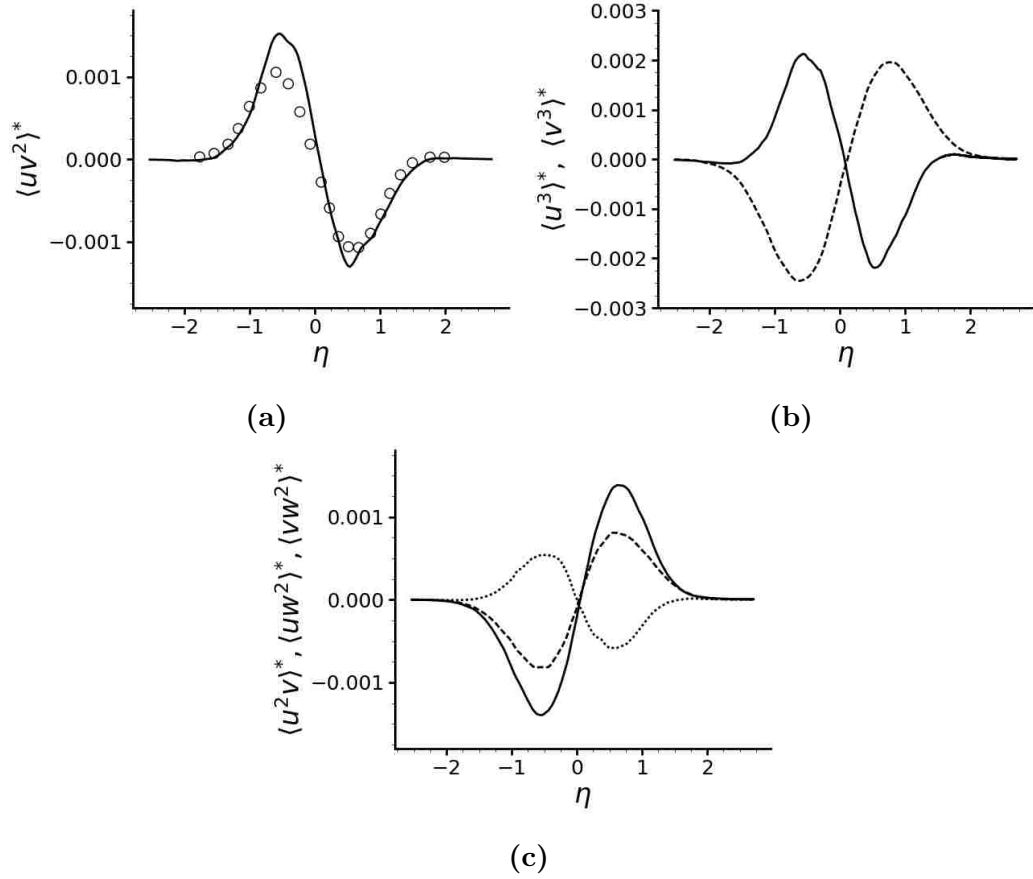 ⟨uv²⟩*
0.001
0.000
−0.001
−2 −1 0 1 2
η
(a)
⟨u³⟩*, ⟨v³⟩*
0.003
0.002
0.001
0.000
−0.001
−0.002
−0.003
−2 −1 0 1 2
η
(b)
⟨u²v⟩*, ⟨uw²⟩*, ⟨vw²⟩*
0.001
0.000
−0.001
−2 −1 0 1 2
η
(c)